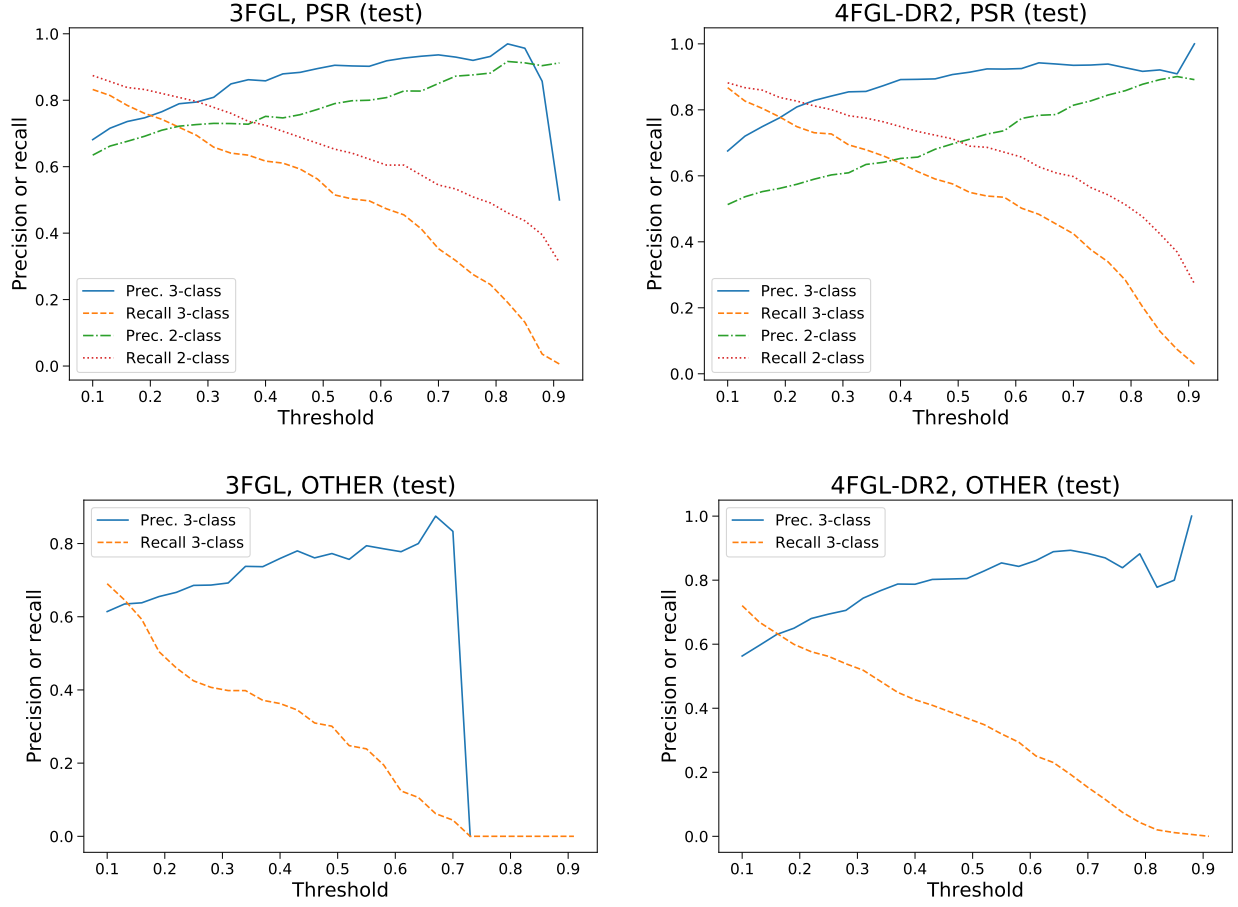 3FGL, PSR (test)
Precision or recall
1.0
0.8
0.6
0.4
0.2
0.0
Prec. 3-class
Recall 3-class
Prec. 2-class
Recall 2-class
0.1 0.2 0.3 0.4 0.5 0.6 0.7 0.8 0.9
Threshold
4FGL-DR2, PSR (test)
Precision or recall
1.0
0.8
0.6
0.4
0.2
0.0
Prec. 3-class
Recall 3-class
Prec. 2-class
Recall 2-class
0.1 0.2 0.3 0.4 0.5 0.6 0.7 0.8 0.9
Threshold
3FGL, OTHER (test)
Precision or recall
0.8
0.6
0.4
0.2
0.0
Prec. 3-class
Recall 3-class
0.1 0.2 0.3 0.4 0.5 0.6 0.7 0.8 0.9
Threshold
4FGL-DR2, OTHER (test)
Precision or recall
1.0
0.8
0.6
0.4
0.2
0.0
Prec. 3-class
Recall 3-class
0.1 0.2 0.3 0.4 0.5 0.6 0.7 0.8 0.9
Threshold